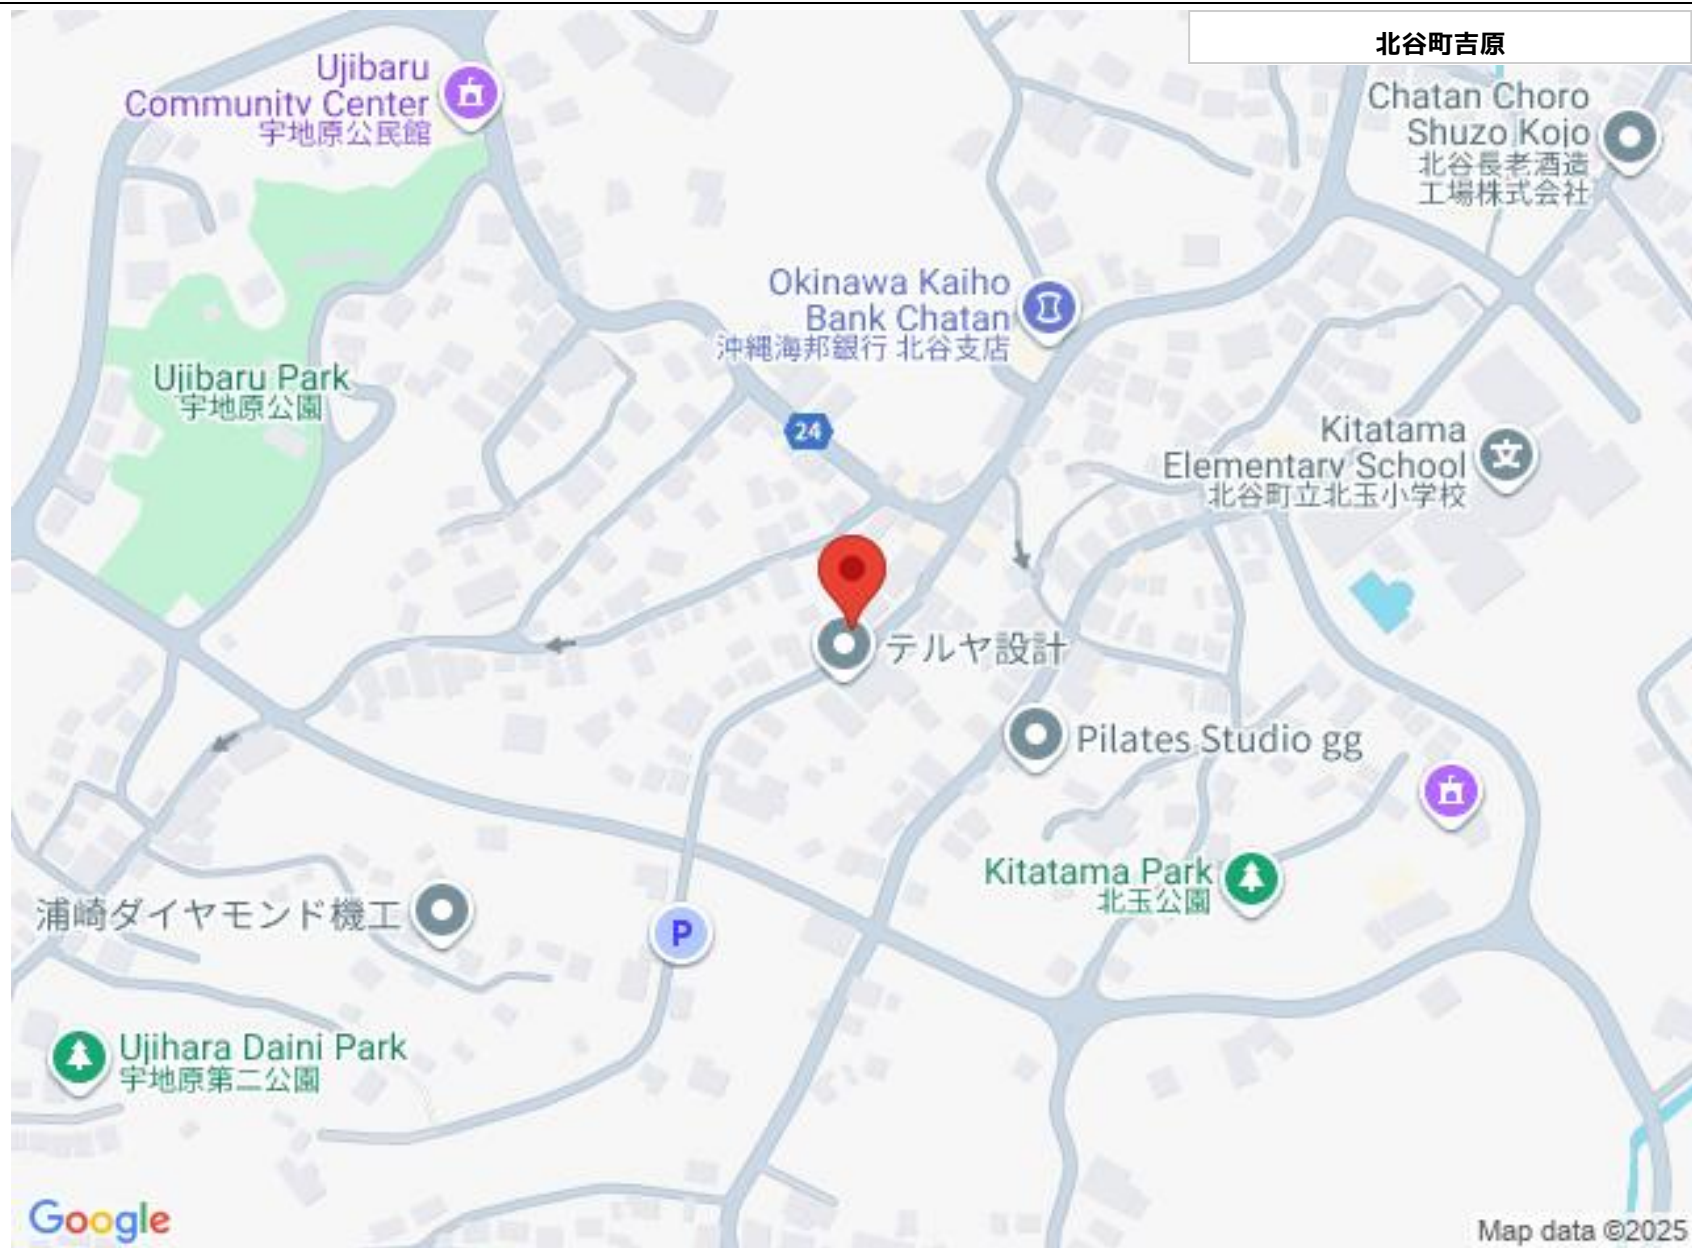 北谷町吉原
Ujibaru
Community Center
宇地原公民館
Chatan Choro
Shuzo Kojo
北谷長老酒造
工場株式会社
Okinawa Kaiho
Bank Chatan
沖縄海邦銀行 北谷支店
Ujibaru Park
宇地原公園
24
Kitatama
Elementary School
北谷町立北玉小学校
テルヤ設計
Pilates Studio gg
Kitatama Park
北玉公園
浦崎ダイヤモンド機工
P
Ujihara Daini Park
宇地原第二公園
Google
Map data ©2025